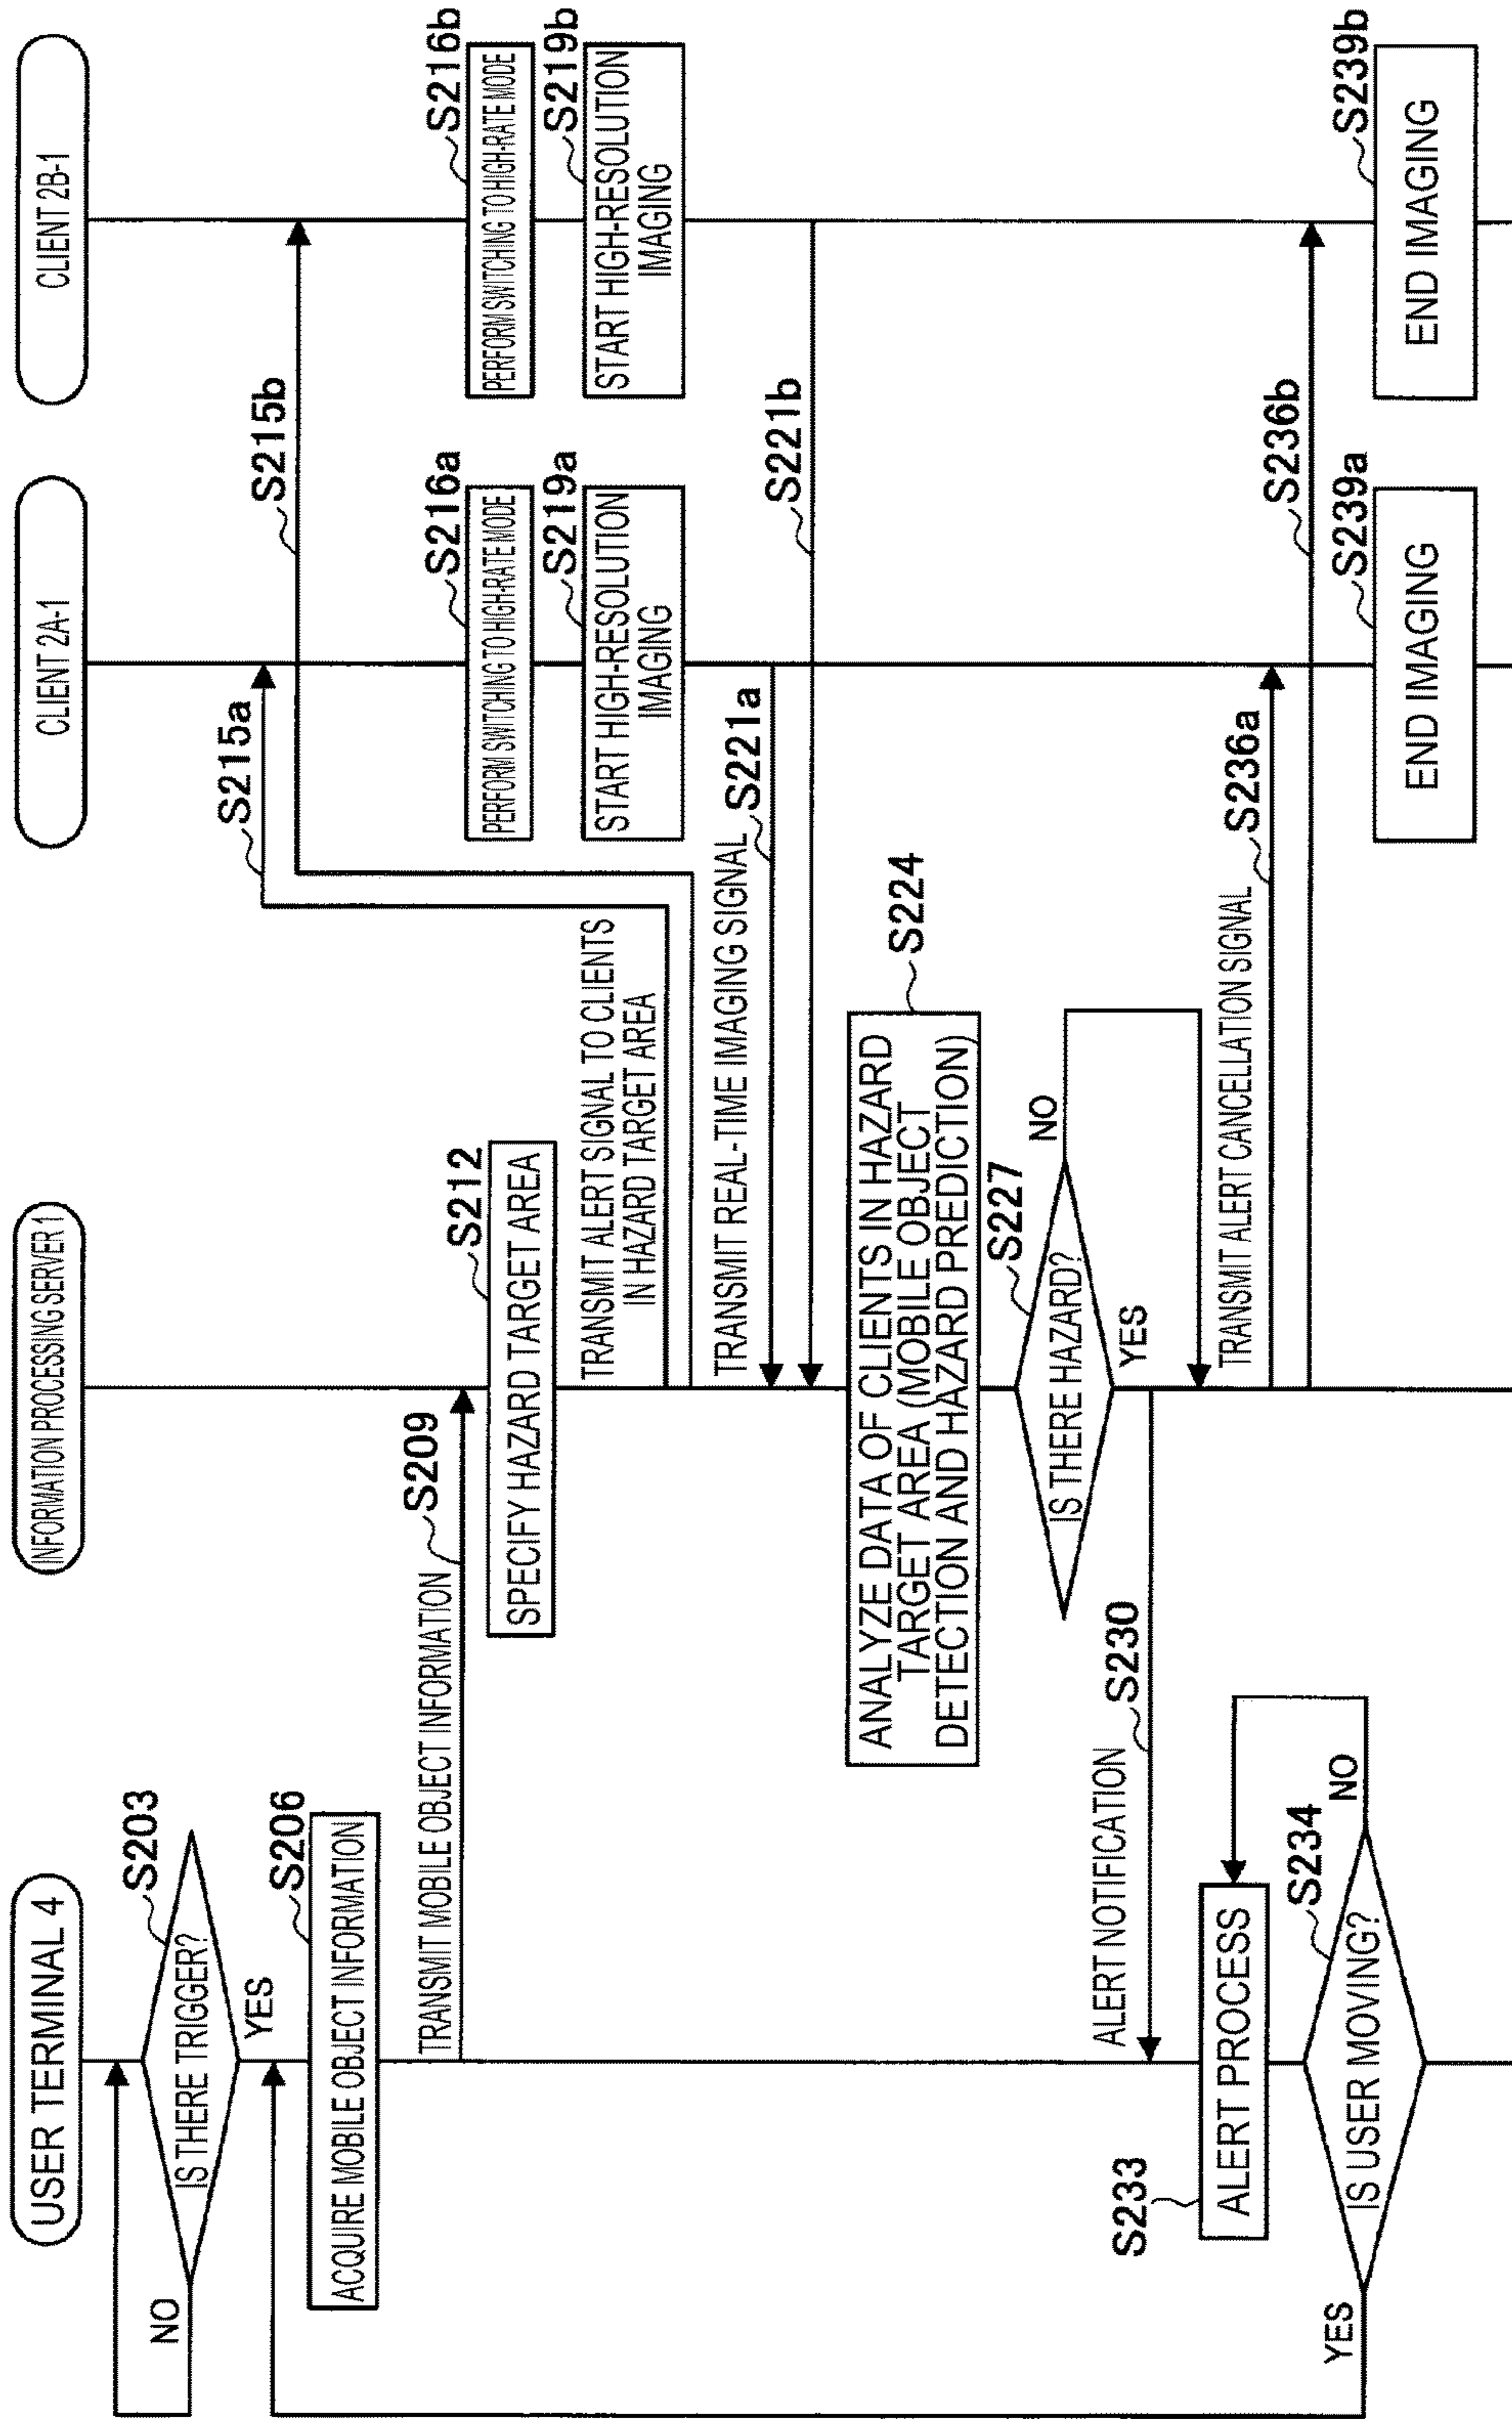 USER TERMINAL 4
INFORMATION PROCESSING SERVER 1
CLIENT 2A-1
CLIENT 2B-1
S203
IS THERE TRIGGER?
NO
YES
S206
ACQUIRE MOBILE OBJECT INFORMATION
TRANSMIT MOBILE OBJECT INFORMATION
S209
S212
SPECIFY HAZARD TARGET AREA
TRANSMIT ALERT SIGNAL TO CLIENTS
IN HAZARD TARGET AREA
S215a
S215b
S216a
PERFORM SWITCHING TO HIGH-RATE MODE
S216b
PERFORM SWITCHING TO HIGH-RATE MODE
S219a
START HIGH-RESOLUTION
IMAGING
S219b
START HIGH-RESOLUTION
IMAGING
TRANSMIT REAL-TIME IMAGING SIGNAL
S221a
S221b
S224
ANALYZE DATA OF CLIENTS IN HAZARD
TARGET AREA (MOBILE OBJECT
DETECTION AND HAZARD PREDICTION)
S227
IS THERE HAZARD?
NO
YES
ALERT NOTIFICATION
S230
S233
ALERT PROCESS
S234
IS USER MOVING?
NO
YES
TRANSMIT ALERT CANCELLATION SIGNAL
S236a
S236b
S239a
END IMAGING
S239b
END IMAGING